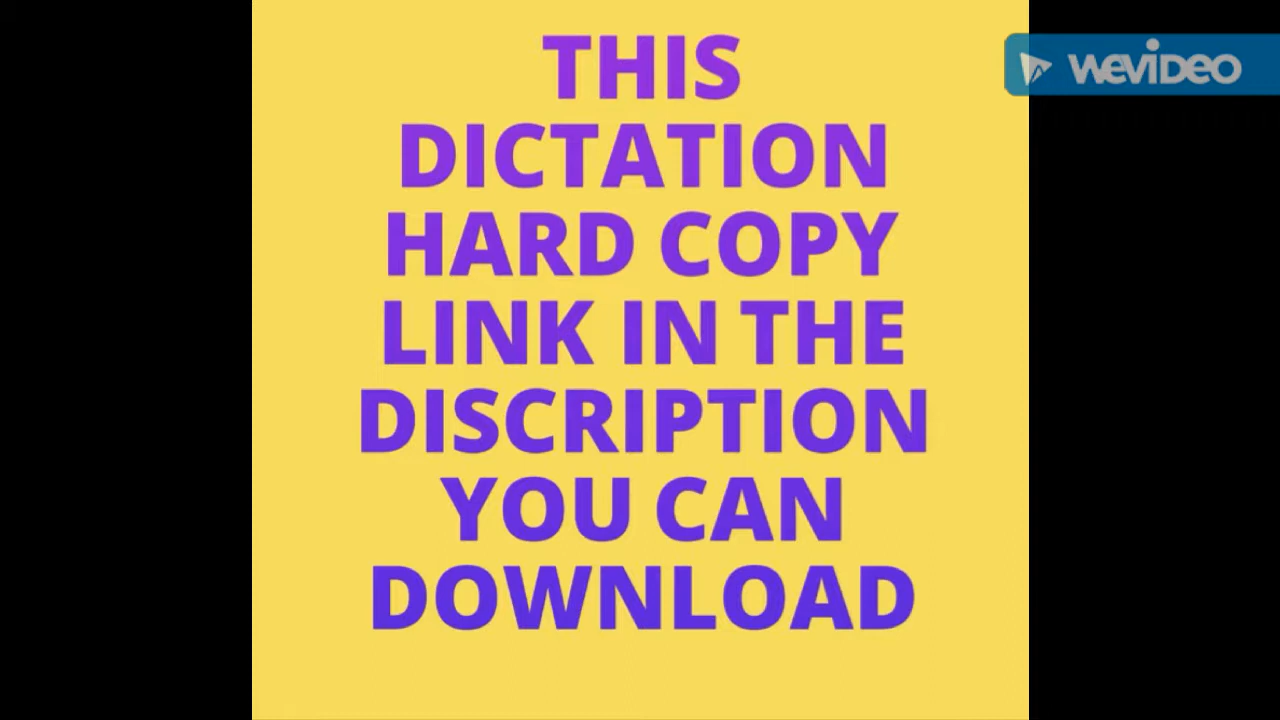 THIS
WEVIDEO
DICTATION
HARD COPY
LINK IN THE
DISCRIPTION
YOU CAN
DOWNLOAD